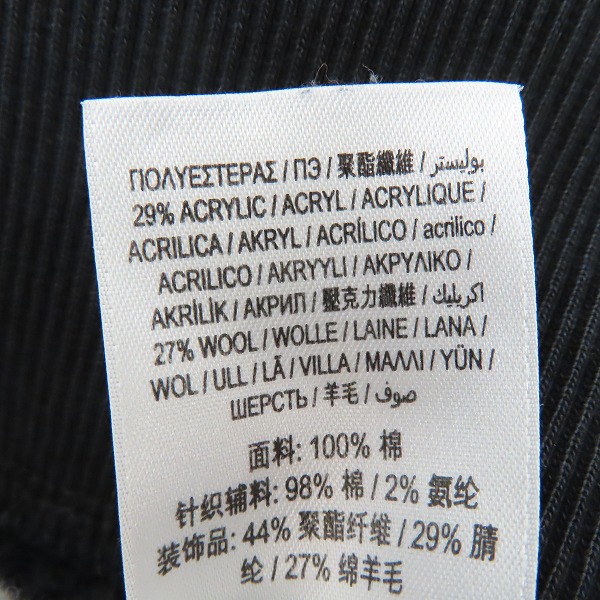 ΠΟΛΥΕΣΤΕΡΑΣ / ПЭ / 聚酯纖維 / بوليستر /
29% ACRYLIC / ACRYL / ACRYLIQUE /
ACRILICA / AKRYL / ACRÍLICO / acrilico /
ACRILICO / AKRYYLI / ΑΚΡΥΛΙΚΟ /
AKRİLİK / АКРИЛ / 壓克力纖維 / اكريليك /
27% WOOL / WOLLE / LAINE / LANA /
WOL / ULL / LÃ / VILLA / ΜΑΛΛΙ / YÜN /
ШЕРСТЬ / 羊毛 / صوف /
面料: 100% 棉
针织辅料: 98% 棉 / 2% 氨纶
装饰品: 44% 聚酯纤维 / 29% 腈
纶 / 27% 绵羊毛